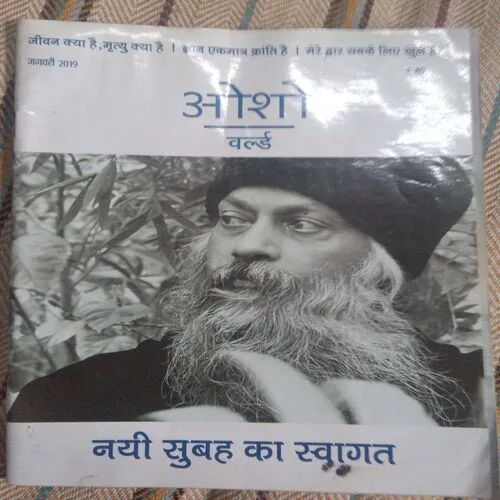 जीवन क्या है, मृत्यु क्या है । ज्ञान एकमात्र क्रांति है । मेरे द्वार सबके लिए खुले हैं
जनवरी 2019
ओशो
वर्ल्ड
नयी सुबह का स्वागत